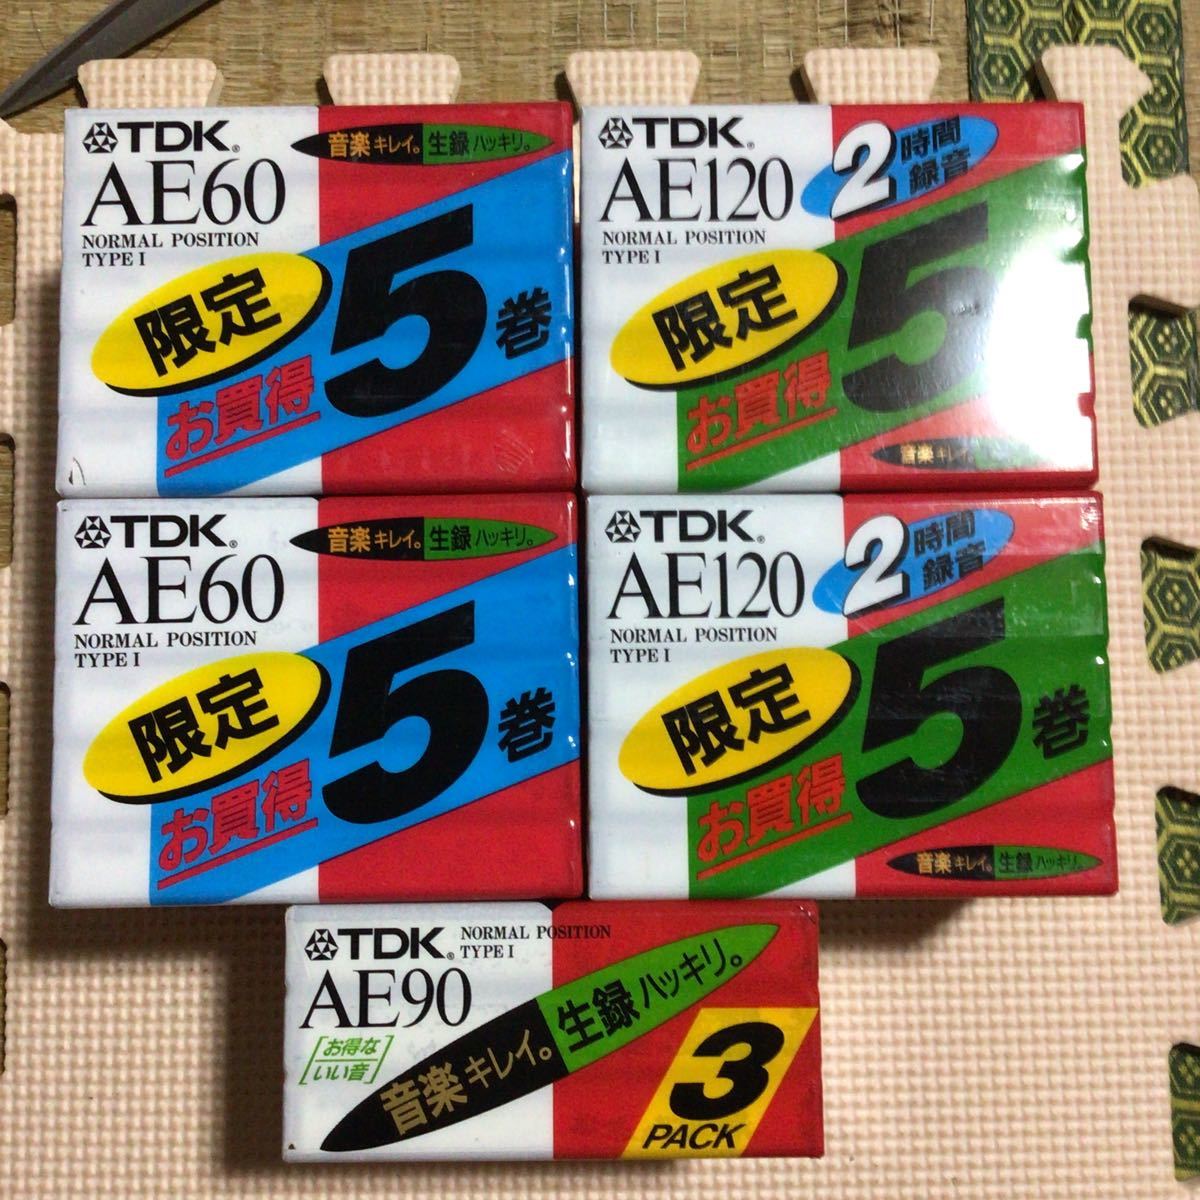 TDK®
AE60
NORMAL POSITION
TYPE I
音楽キレイ。生録ハッキリ。
限定
お買得
5巻
TDK®
AE120
NORMAL POSITION
TYPE I
2時間
録音
限定
お買得
5
音楽キレイ
TDK®
AE60
NORMAL POSITION
TYPE I
音楽キレイ。生録ハッキリ。
限定
お買得
5巻
TDK®
AE120
NORMAL POSITION
TYPE I
2時間
録音
限定
お買得
5巻
音楽キレイ。生録ハッキリ。
TDK®
NORMAL POSITION
TYPE I
AE90
お得な
いい音
音楽キレイ。生録ハッキリ。
3
PACK